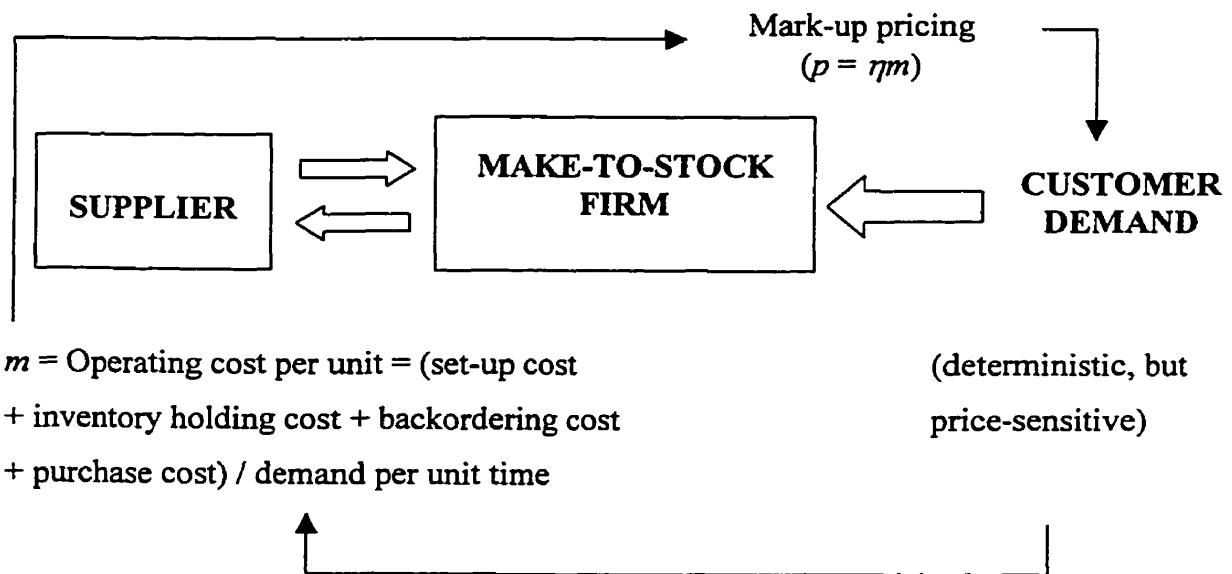 Mark-up pricing
(p = ηm)
SUPPLIER
MAKE-TO-STOCK
FIRM
CUSTOMER
DEMAND
m = Operating cost per unit = (set-up cost
+ inventory holding cost + backordering cost
+ purchase cost) / demand per unit time
(deterministic, but
price-sensitive)